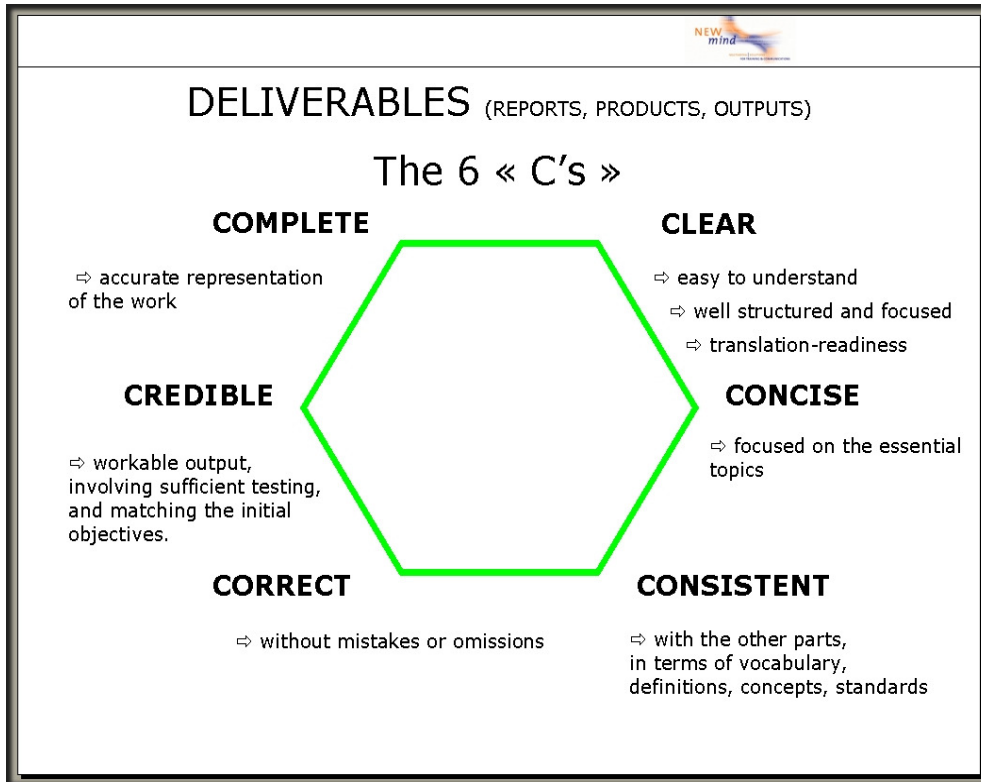 NEW
mind
DELIVERABLES (REPORTS, PRODUCTS, OUTPUTS)
The 6 « C's »
COMPLETE
⇨ accurate representation
of the work
CLEAR
⇨ easy to understand
⇨ well structured and focused
⇨ translation-readiness
CREDIBLE
⇨ workable output,
involving sufficient testing,
and matching the initial
objectives.
CONCISE
⇨ focused on the essential
topics
CORRECT
⇨ without mistakes or omissions
CONSISTENT
⇨ with the other parts,
in terms of vocabulary,
definitions, concepts, standards